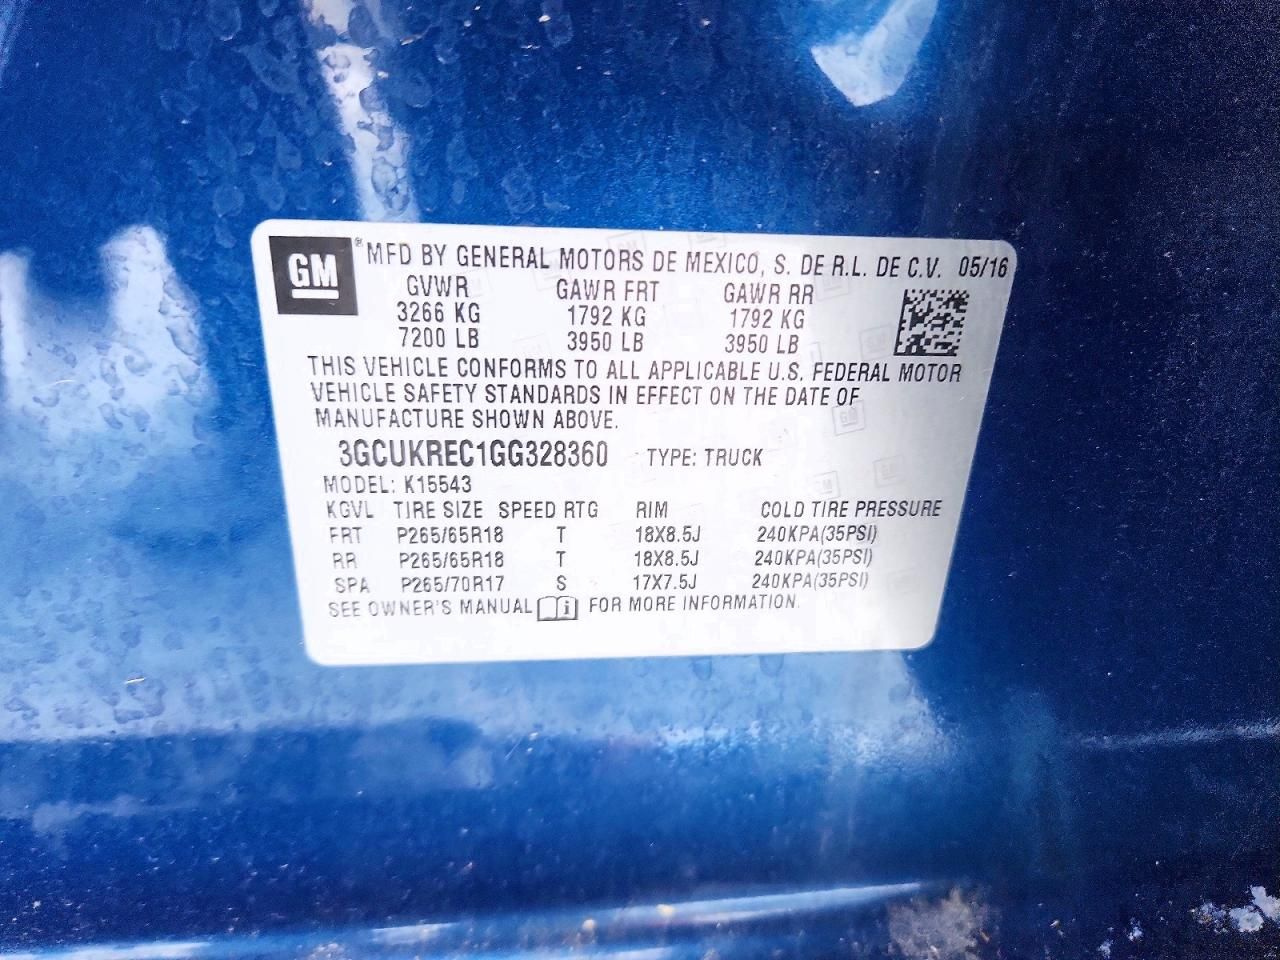 GM ® MFD BY GENERAL MOTORS DE MEXICO, S. DE R.L. DE C.V. 05/16
GVWR GAWR FRT GAWR RR
3266 KG 1792 KG 1792 KG
7200 LB 3950 LB 3950 LB
THIS VEHICLE CONFORMS TO ALL APPLICABLE U.S. FEDERAL MOTOR
VEHICLE SAFETY STANDARDS IN EFFECT ON THE DATE OF
MANUFACTURE SHOWN ABOVE.
3GCUKREC1GG328360 TYPE: TRUCK
MODEL: K15543
KGVL TIRE SIZE SPEED RTG RIM COLD TIRE PRESSURE
FRT P265/65R18 T 18X8.5J 240KPA(35PSI)
RR P265/65R18 T 18X8.5J 240KPA(35PSI)
SPA P265/70R17 S 17X7.5J 240KPA(35PSI)
SEE OWNER'S MANUAL i FOR MORE INFORMATION.